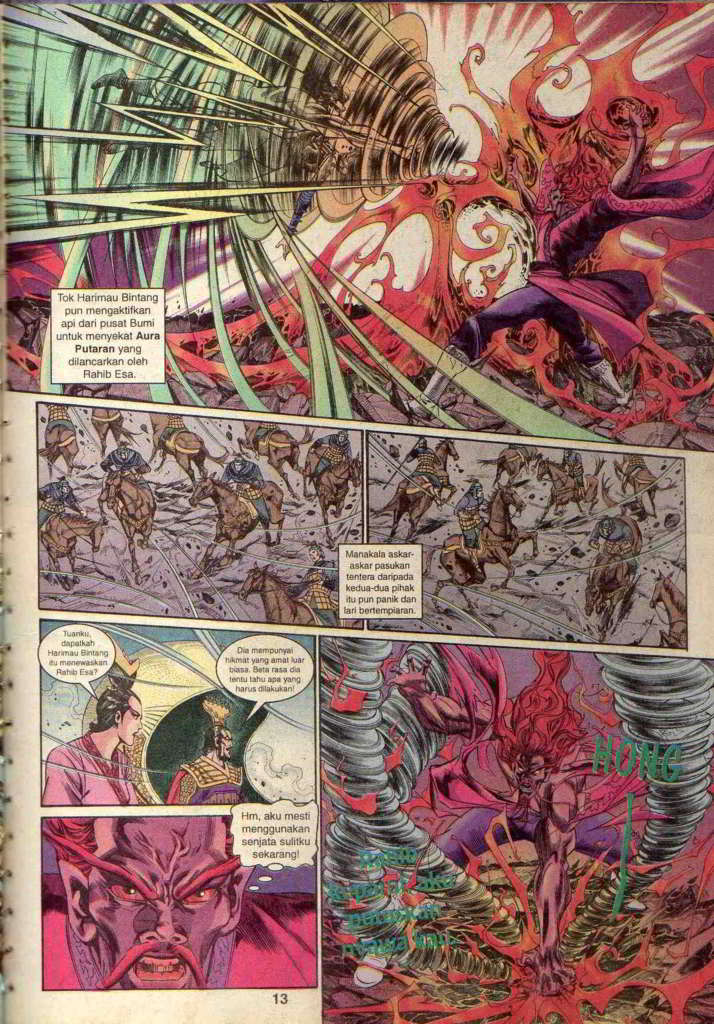 Tok Harimau Bintang
pun mengaktifkan
api dari pusat Bumi
untuk menyekat Aura
Putaran yang
dilancarkan oleh
Rahib Esa.
Manakala askar-
askar pasukan
tentera daripada
kedua-dua pihak
itu pun panik dan
lari bertempiaran.
Tuanku,
dapatkah
Harimau Bintang
itu menewaskan
Rahib Esa?
Dia mempunyai
hikmat yang amat luar
biasa. Beta rasa dia
tentu tahu apa yang
harus dilakukan!
Hm, aku mesti
menggunakan
senjata sulitku
sekarang!
HONG
!
aku
13